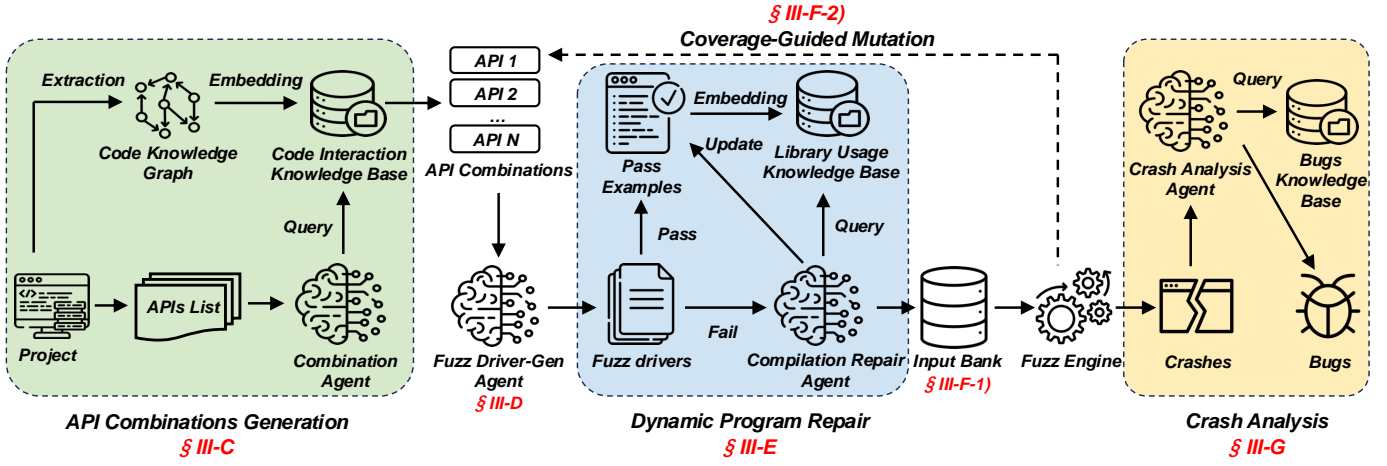 § III-F-2)
Coverage-Guided Mutation
Extraction
Embedding
Code Knowledge
Graph
Code Interaction
Knowledge Base
Query
Project
APIs List
Combination
Agent
API Combinations Generation
§ III-C
API 1
API 2
...
API N
API Combinations
Fuzz Driver-Gen
Agent
§ III-D
Embedding
Update
Pass
Examples
Library Usage
Knowledge Base
Pass
Query
Fail
Fuzz drivers
Compilation Repair
Agent
Dynamic Program Repair
§ III-E
Input Bank
§ III-F-1)
Fuzz Engine
Query
Crash Analysis
Agent
Bugs
Knowledge
Base
Crashes
Bugs
Crash Analysis
§ III-G